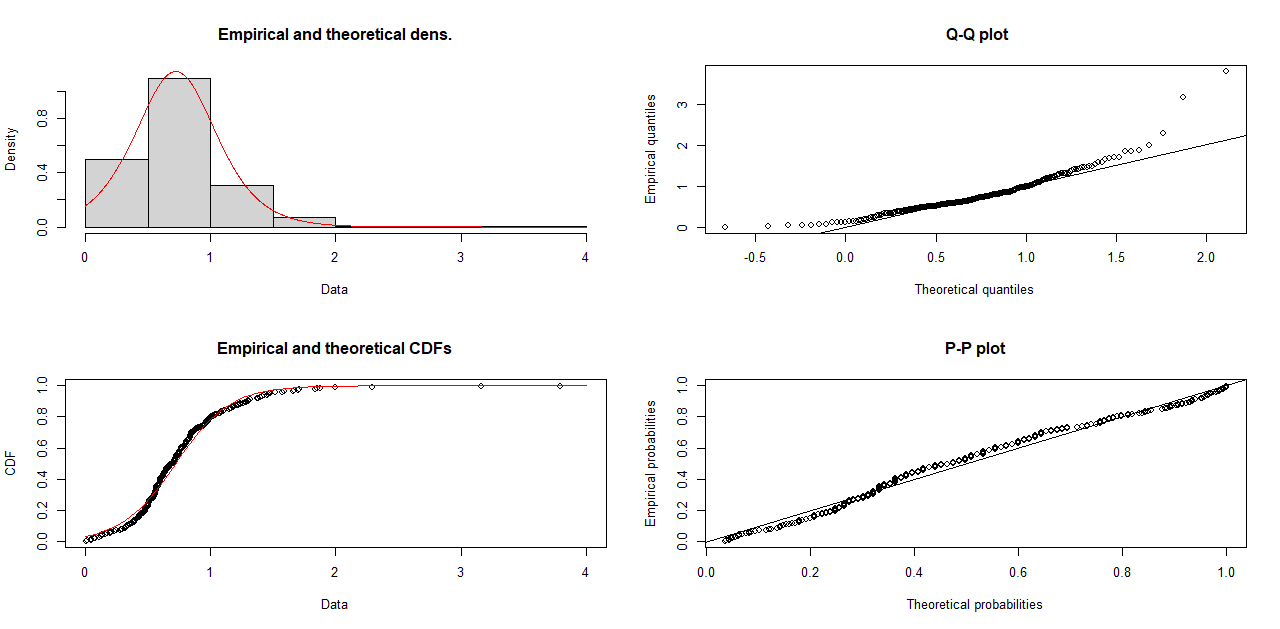 Empirical and theoretical dens.
Density
0.0
0.4
0.8
0 1 2 3 4
Data
Q-Q plot
Empirical quantiles
0
1
2
3
-0.5 0.0 0.5 1.0 1.5 2.0
Theoretical quantiles
Empirical and theoretical CDFs
CDF
0.0
0.2
0.4
0.6
0.8
1.0
0 1 2 3 4
Data
P-P plot
Empirical probabilities
0.0
0.2
0.4
0.6
0.8
1.0
0.0 0.2 0.4 0.6 0.8 1.0
Theoretical probabilities